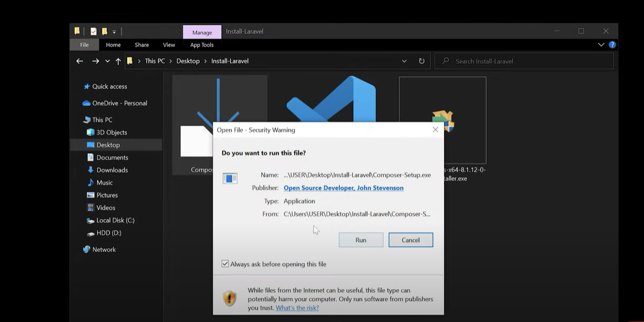 Manage
Install-Laravel
File
Home
Share
View
App Tools
This PC > Desktop > Install-Laravel
Search Install-Laravel
Quick access
OneDrive - Personal
This PC
3D Objects
Desktop
Documents
Downloads
Music
Pictures
Videos
Local Disk (C:)
HDD (D:)
Network
Compo
s-x64-8.1.12-0-
taller.exe
Open File - Security Warning
Do you want to run this file?
Name: ...\USER\Desktop\Install-Laravel\Composer-Setup.exe
Publisher: Open Source Developer, John Stevenson
Type: Application
From: C:\Users\USER\Desktop\Install-Laravel\Composer-S...
Run
Cancel
Always ask before opening this file
While files from the Internet can be useful, this file type can
potentially harm your computer. Only run software from publishers
you trust. What's the risk?